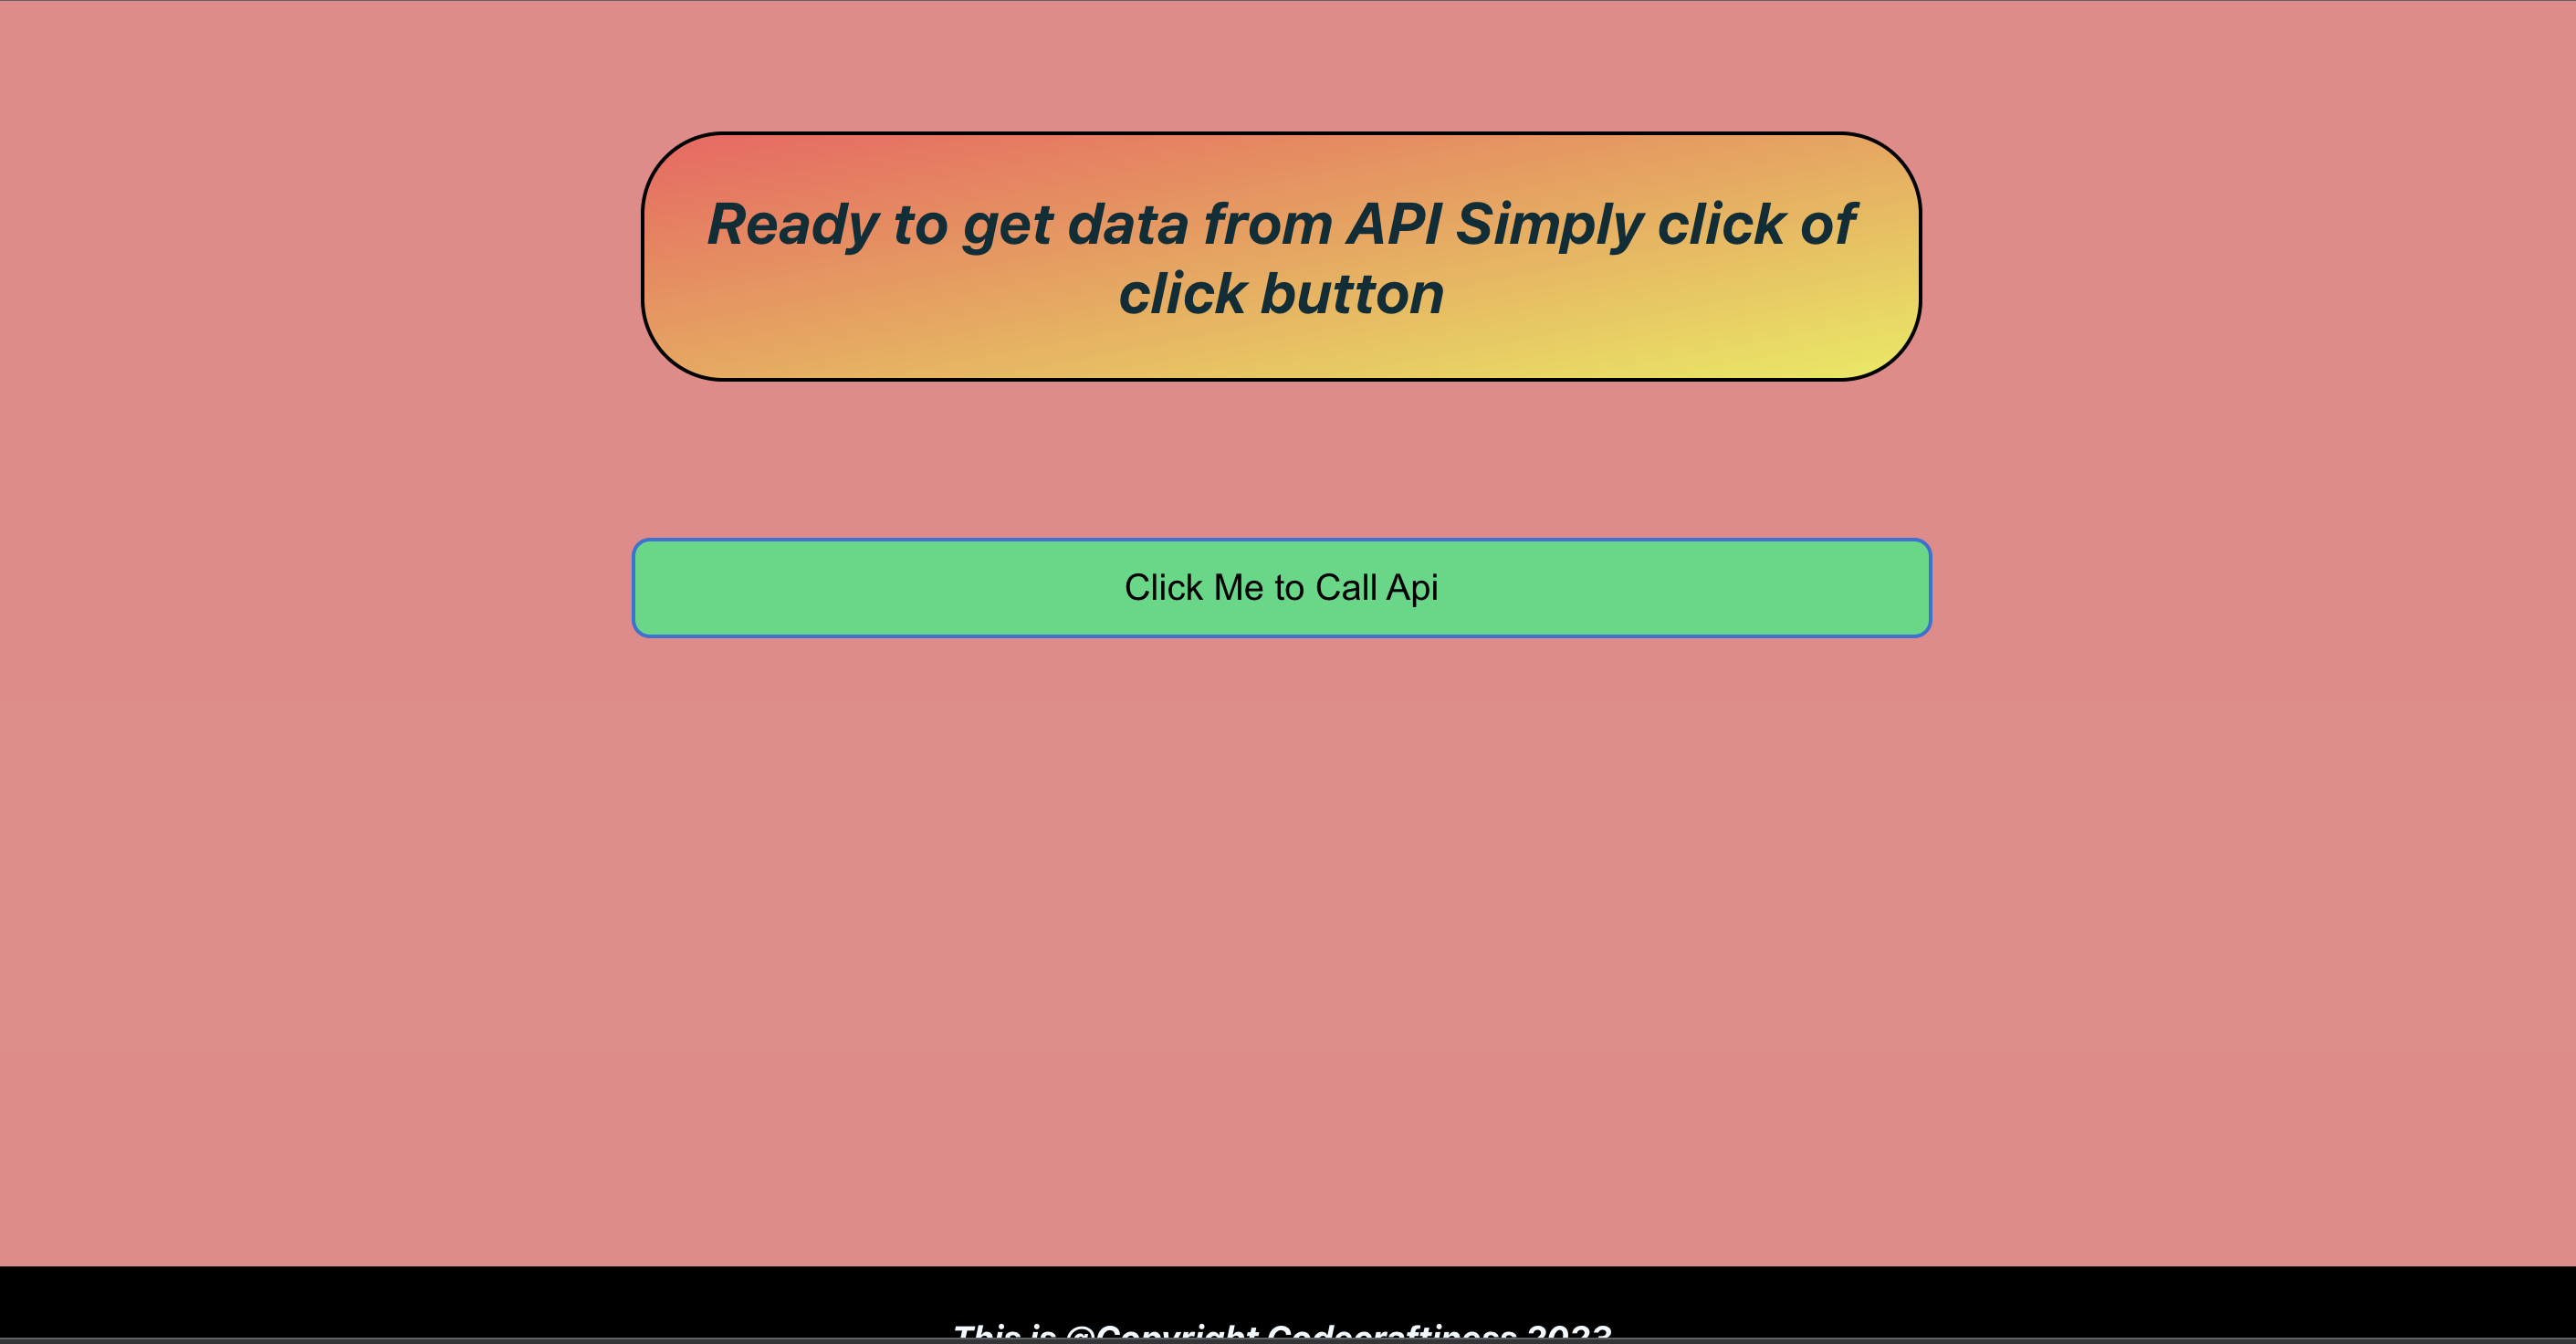 Ready to get data from API Simply click of
click button
Click Me to Call Api
This is @Copyright Codecraftiness 2023